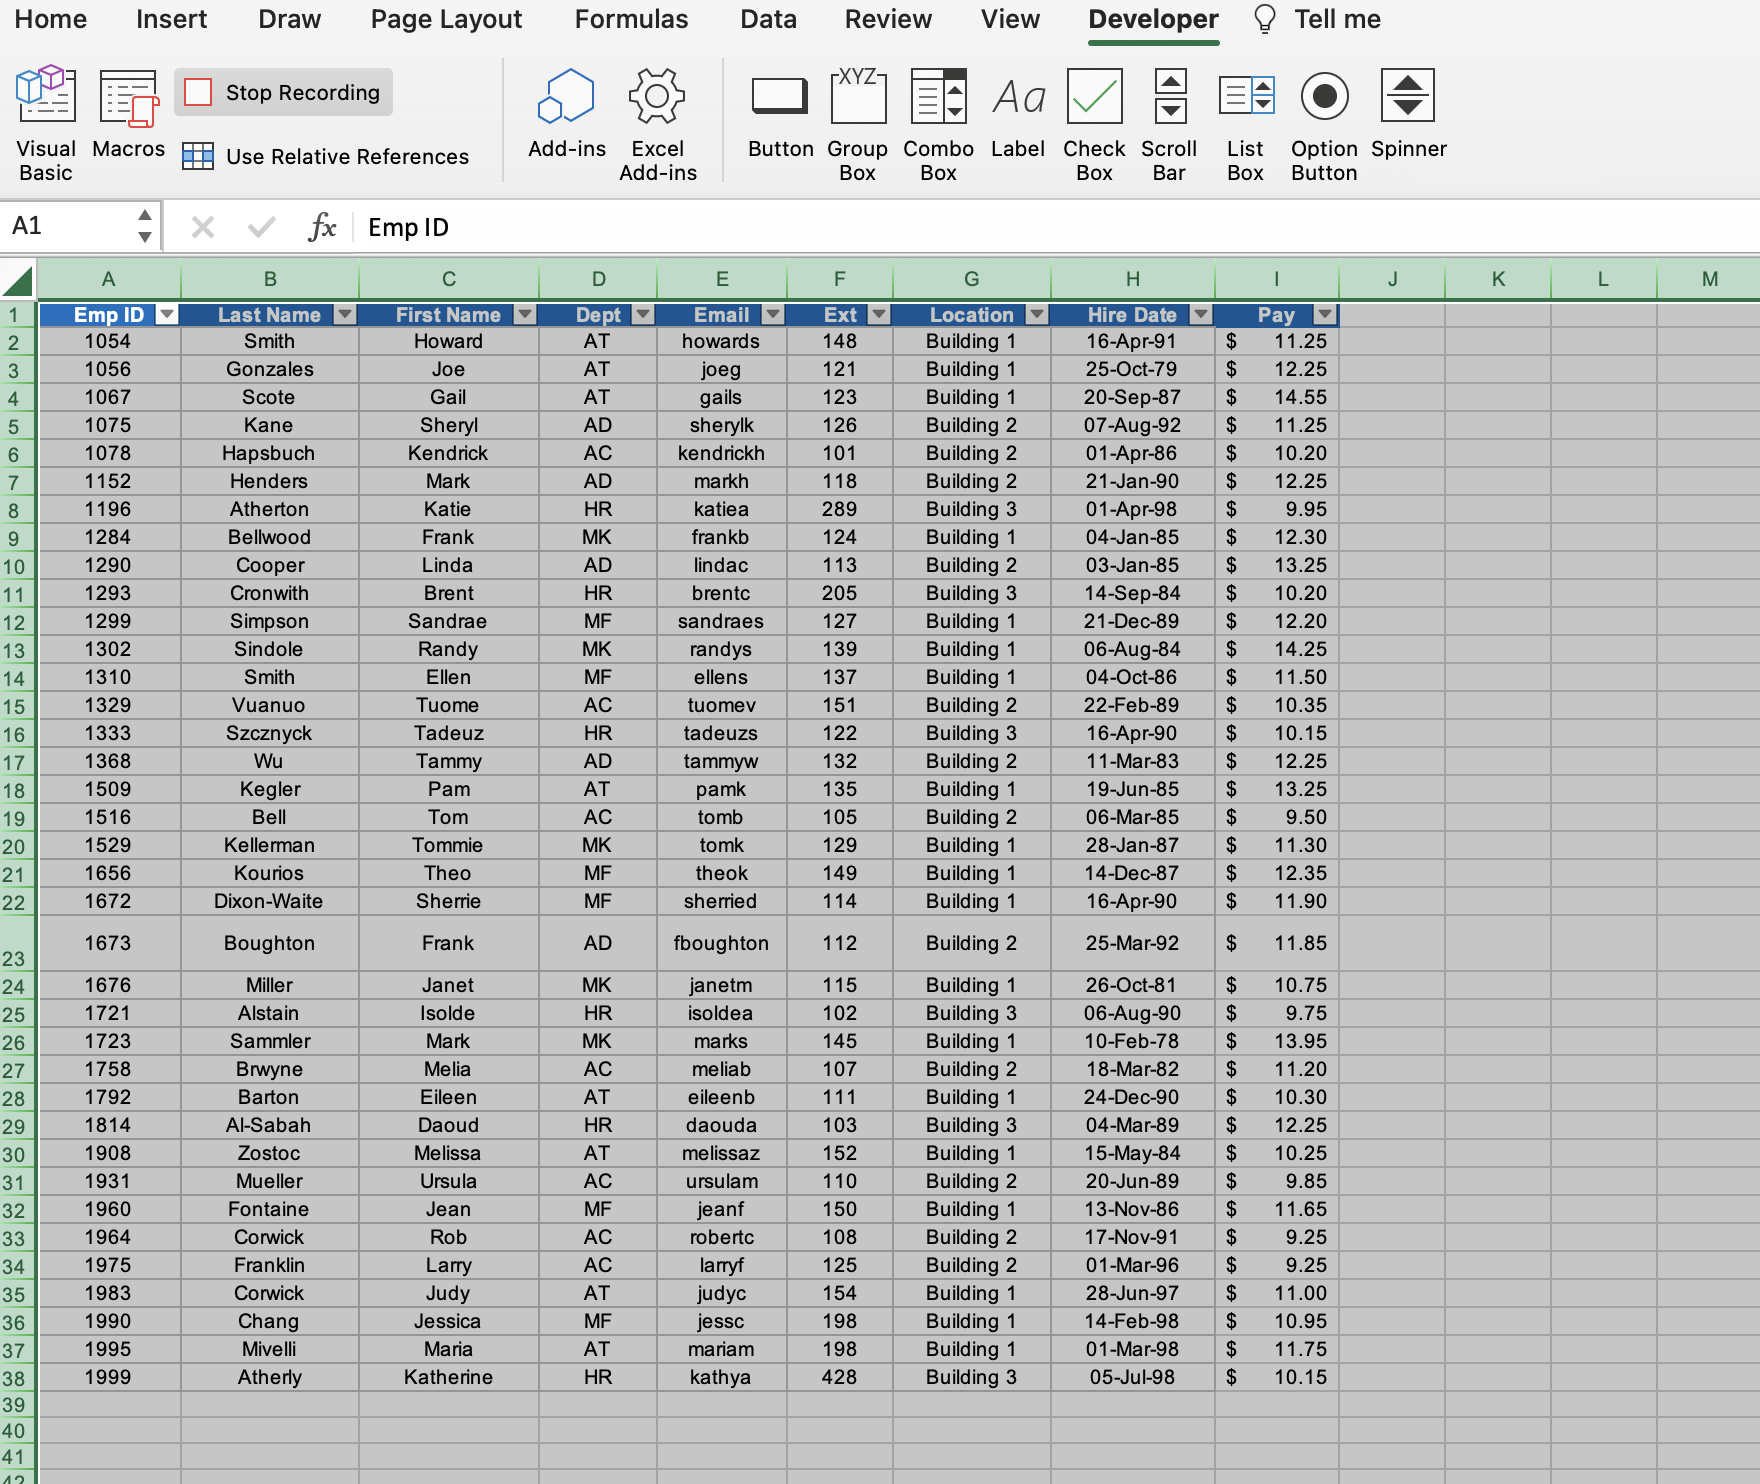 Home Insert Draw Page Layout Formulas Data Review View Developer Tell me
Visual Basic
Macros
Stop Recording
Use Relative References
Add-ins
Excel Add-ins
Button
XYZ
Group Box
Combo Box
Aa
Label
Check Box
Scroll Bar
List Box
Option Button
Spinner
A1 fx Emp ID
A B C D E F G H I J K L M
1 Emp ID Last Name First Name Dept Email Ext Location Hire Date Pay
2 1054 Smith Howard AT howards 148 Building 1 16-Apr-91 $ 11.25
3 1056 Gonzales Joe AT joeg 121 Building 1 25-Oct-79 $ 12.25
4 1067 Scote Gail AT gails 123 Building 1 20-Sep-87 $ 14.55
5 1075 Kane Sheryl AD sherylk 126 Building 2 07-Aug-92 $ 11.25
6 1078 Hapsbuch Kendrick AC kendrickh 101 Building 2 01-Apr-86 $ 10.20
7 1152 Henders Mark AD markh 118 Building 2 21-Jan-90 $ 12.25
8 1196 Atherton Katie HR katiea 289 Building 3 01-Apr-98 $ 9.95
9 1284 Bellwood Frank MK frankb 124 Building 1 04-Jan-85 $ 12.30
10 1290 Cooper Linda AD lindac 113 Building 2 03-Jan-85 $ 13.25
11 1293 Cronwith Brent HR brentc 205 Building 3 14-Sep-84 $ 10.20
12 1299 Simpson Sandrae MF sandraes 127 Building 1 21-Dec-89 $ 12.20
13 1302 Sindole Randy MK randys 139 Building 1 06-Aug-84 $ 14.25
14 1310 Smith Ellen MF ellens 137 Building 1 04-Oct-86 $ 11.50
15 1329 Vuanuo Tuome AC tuomev 151 Building 2 22-Feb-89 $ 10.35
16 1333 Szcznyck Tadeuz HR tadeuzs 122 Building 3 16-Apr-90 $ 10.15
17 1368 Wu Tammy AD tammyw 132 Building 2 11-Mar-83 $ 12.25
18 1509 Kegler Pam AT pamk 135 Building 1 19-Jun-85 $ 13.25
19 1516 Bell Tom AC tomb 105 Building 2 06-Mar-85 $ 9.50
20 1529 Kellerman Tommie MK tomk 129 Building 1 28-Jan-87 $ 11.30
21 1656 Kourios Theo MF theok 149 Building 1 14-Dec-87 $ 12.35
22 1672 Dixon-Waite Sherrie MF sherried 114 Building 1 16-Apr-90 $ 11.90
23 1673 Boughton Frank AD fboughton 112 Building 2 25-Mar-92 $ 11.85
24 1676 Miller Janet MK janetm 115 Building 1 26-Oct-81 $ 10.75
25 1721 Alstain Isolde HR isoldea 102 Building 3 06-Aug-90 $ 9.75
26 1723 Sammler Mark MK marks 145 Building 1 10-Feb-78 $ 13.95
27 1758 Brwyne Melia AC meliab 107 Building 2 18-Mar-82 $ 11.20
28 1792 Barton Eileen AT eileenb 111 Building 1 24-Dec-90 $ 10.30
29 1814 Al-Sabah Daoud HR daouda 103 Building 3 04-Mar-89 $ 12.25
30 1908 Zostoc Melissa AT melissaz 152 Building 1 15-May-84 $ 10.25
31 1931 Mueller Ursula AC ursulam 110 Building 2 20-Jun-89 $ 9.85
32 1960 Fontaine Jean MF jeanf 150 Building 1 13-Nov-86 $ 11.65
33 1964 Corwick Rob AC robertc 108 Building 2 17-Nov-91 $ 9.25
34 1975 Franklin Larry AC larryf 125 Building 2 01-Mar-96 $ 9.25
35 1983 Corwick Judy AT judyc 154 Building 1 28-Jun-97 $ 11.00
36 1990 Chang Jessica MF jessc 198 Building 1 14-Feb-98 $ 10.95
37 1995 Mivelli Maria AT mariam 198 Building 1 01-Mar-98 $ 11.75
38 1999 Atherly Katherine HR kathya 428 Building 3 05-Jul-98 $ 10.15
39
40
41
42